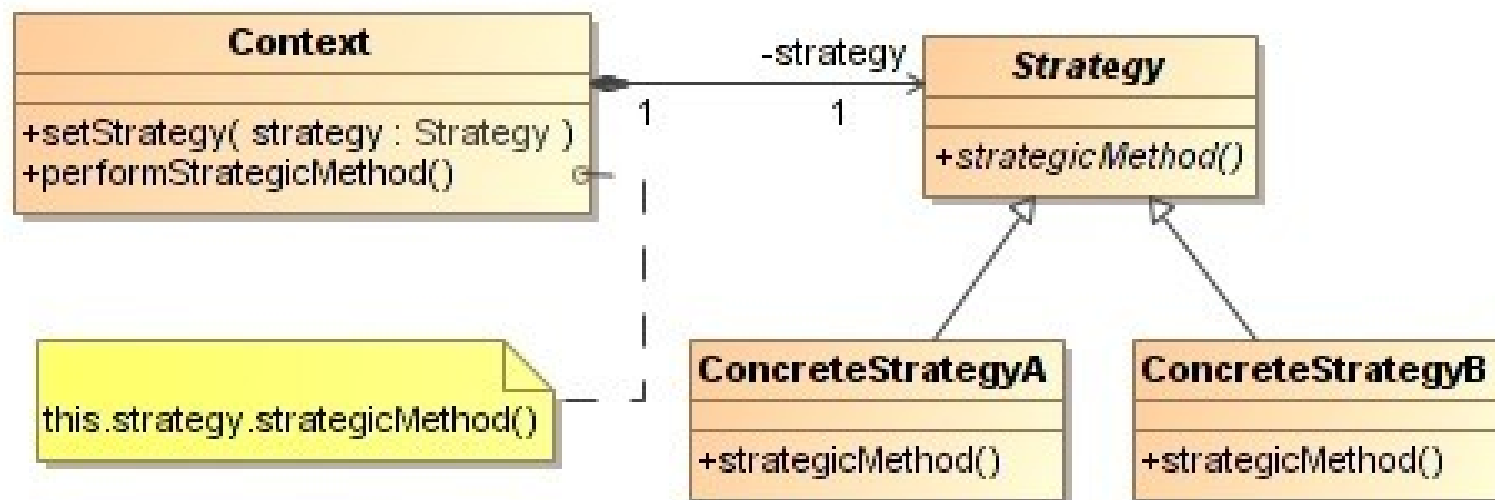 Context
+setStrategy( strategy : Strategy )
+performStrategicMethod()
-strategy
1
1
Strategy
+strategicMethod()
this.strategy.strategicMethod()
ConcreteStrategyA
+strategicMethod()
ConcreteStrategyB
+strategicMethod()